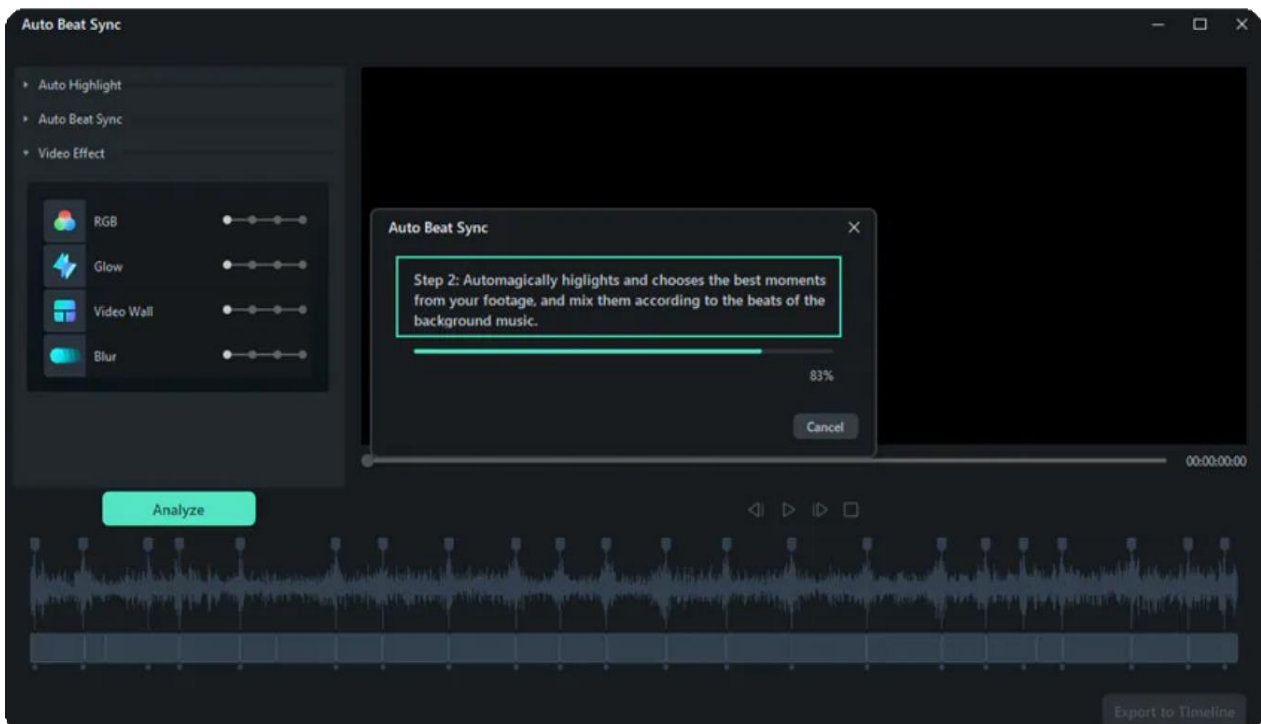 Auto Beat Sync
Auto Highlight
Auto Beat Sync
Video Effect
RGB
Glow
Video Wall
Blur
Auto Beat Sync
Step 2: Automagically higlights and chooses the best moments
from your footage, and mix them according to the beats of the
background music.
83%
Cancel
00:00:00:00
Analyze
Export to Timeline